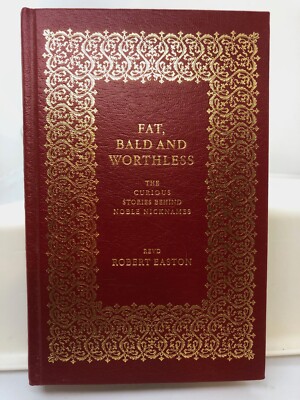 FAT,
BALD AND
WORTHLESS
THE
CURIOUS
STORIES BEHIND
NOBLE NICKNAMES
REVD
ROBERT EASTON